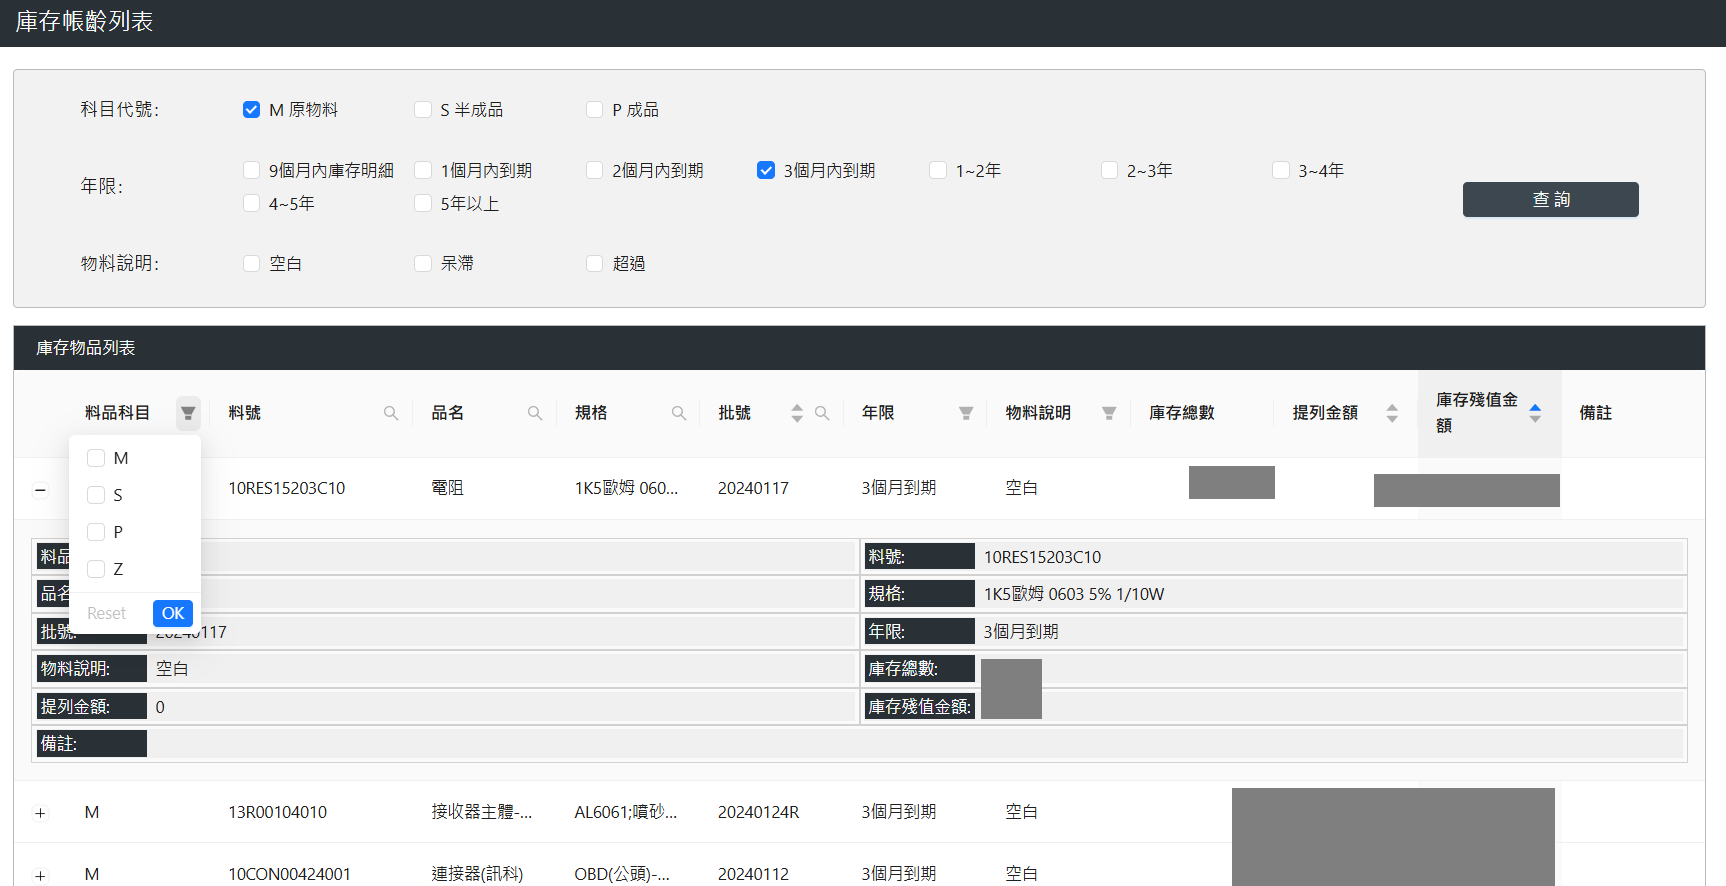 庫存帳齡列表
科目代號: M 原物料 S 半成品 P 成品
年限: 9個月內庫存明細 1個月內到期 2個月內到期 3個月內到期 1~2年 2~3年 3~4年
4~5年 5年以上
查 詢
物料說明: 空白 呆滯 超過
庫存物品列表
料品科目 料號 品名 規格 批號 年限 物料說明 庫存總數 提列金額 庫存殘值金
額 備註
M
S
P
Z
Reset OK
10RES15203C10 電阻 1K5歐姆 060... 20240117 3個月到期 空白
料品 料號: 10RES15203C10
品名 規格: 1K5歐姆 0603 5% 1/10W
批號: 20240117 年限: 3個月到期
物料說明: 空白 庫存總數:
提列金額: 0 庫存殘值金額:
備註:
M 13R00104010 接收器主體-... AL6061;噴砂... 20240124R 3個月到期 空白
M 10CON00424001 連接器(訊科) OBD(公頭)-... 20240112 3個月到期 空白